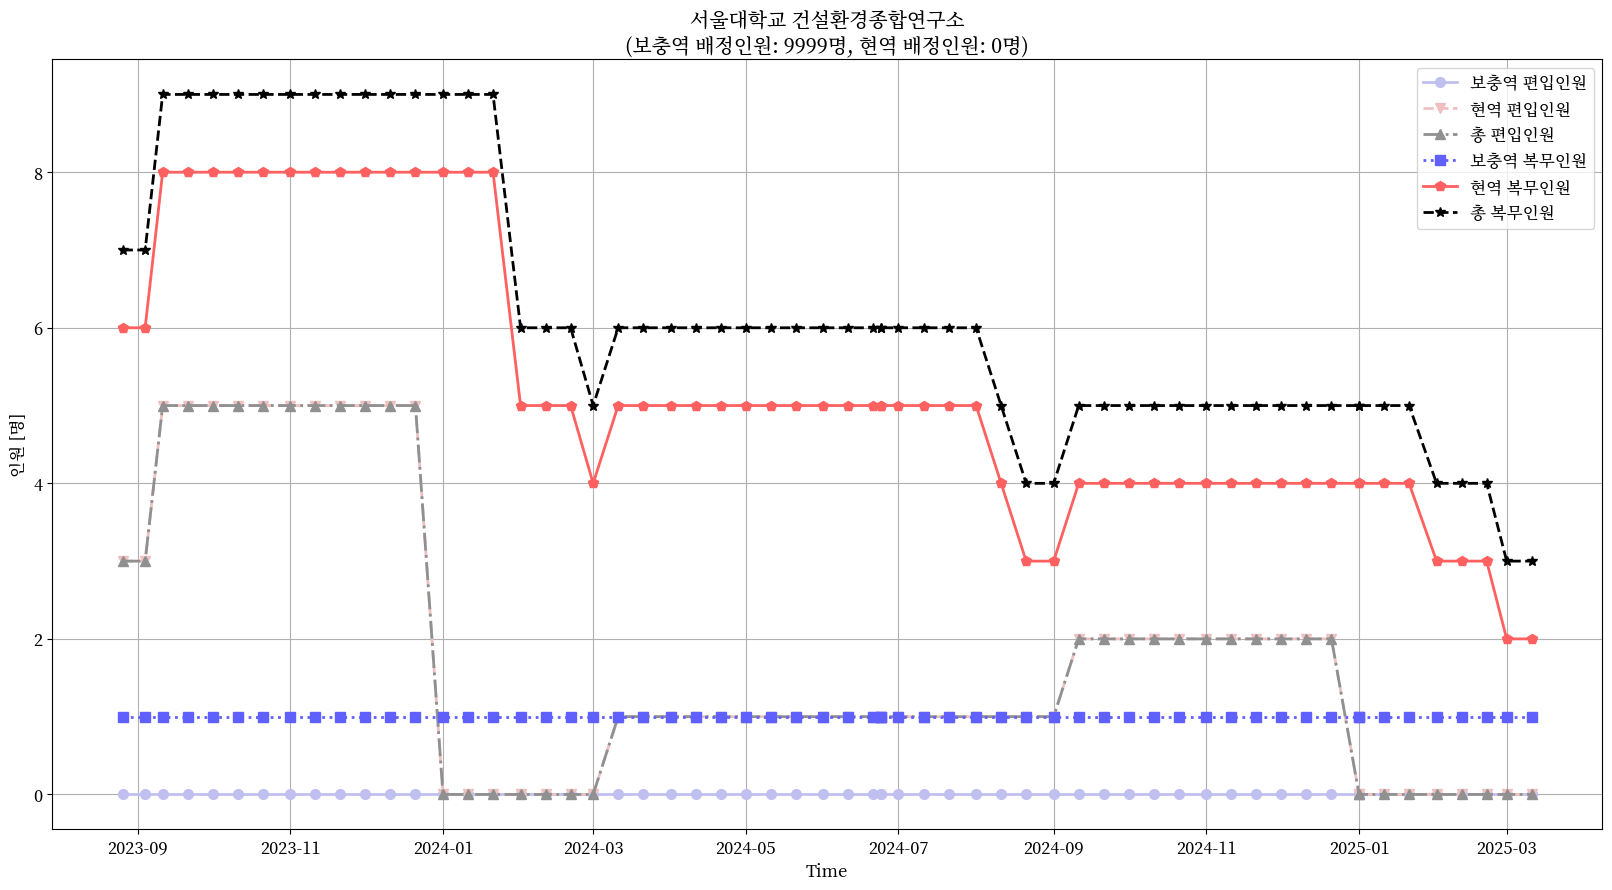 서울대학교 건설환경종합연구소
(보충역 배정인원: 9999명, 현역 배정인원: 0명)
보충역 편입인원
현역 편입인원
총 편입인원
보충역 복무인원
현역 복무인원
총 복무인원
인원 [명]
8
6
4
2
0
2023-09
2023-11
2024-01
2024-03
2024-05
2024-07
2024-09
2024-11
2025-01
2025-03
Time